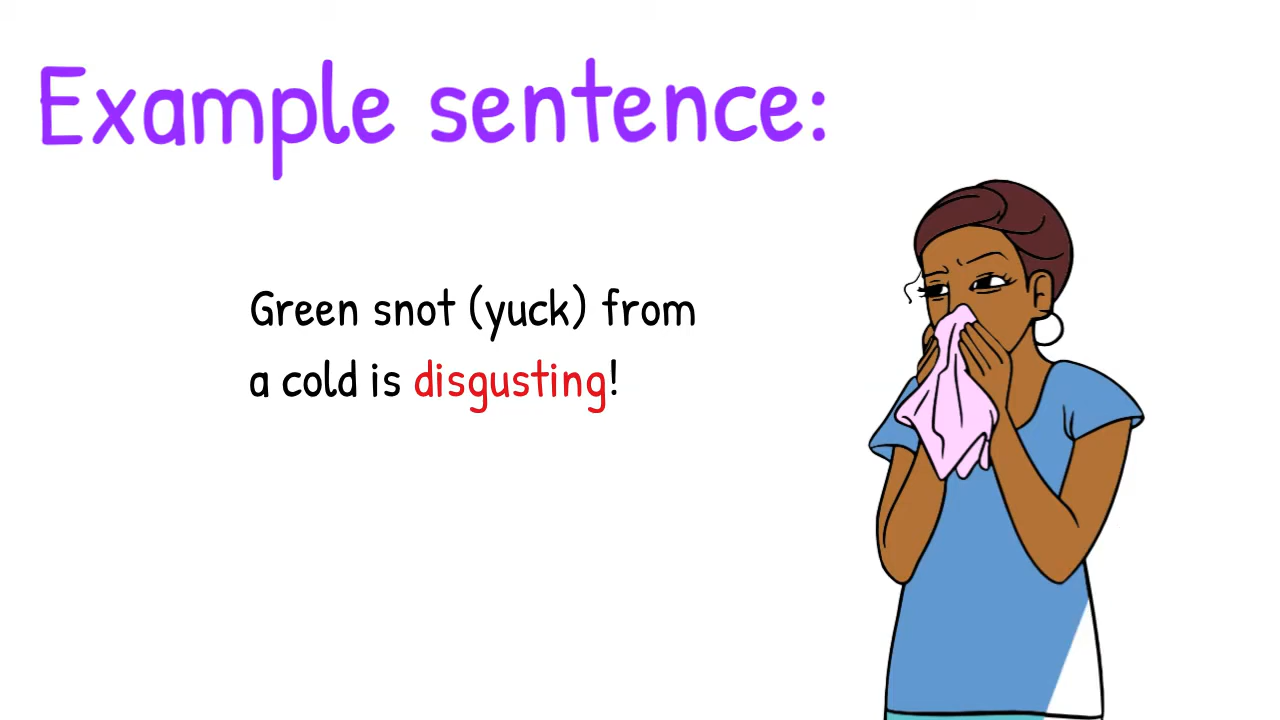 Example sentence:
Green snot (yuck) from
a cold is disgusting!